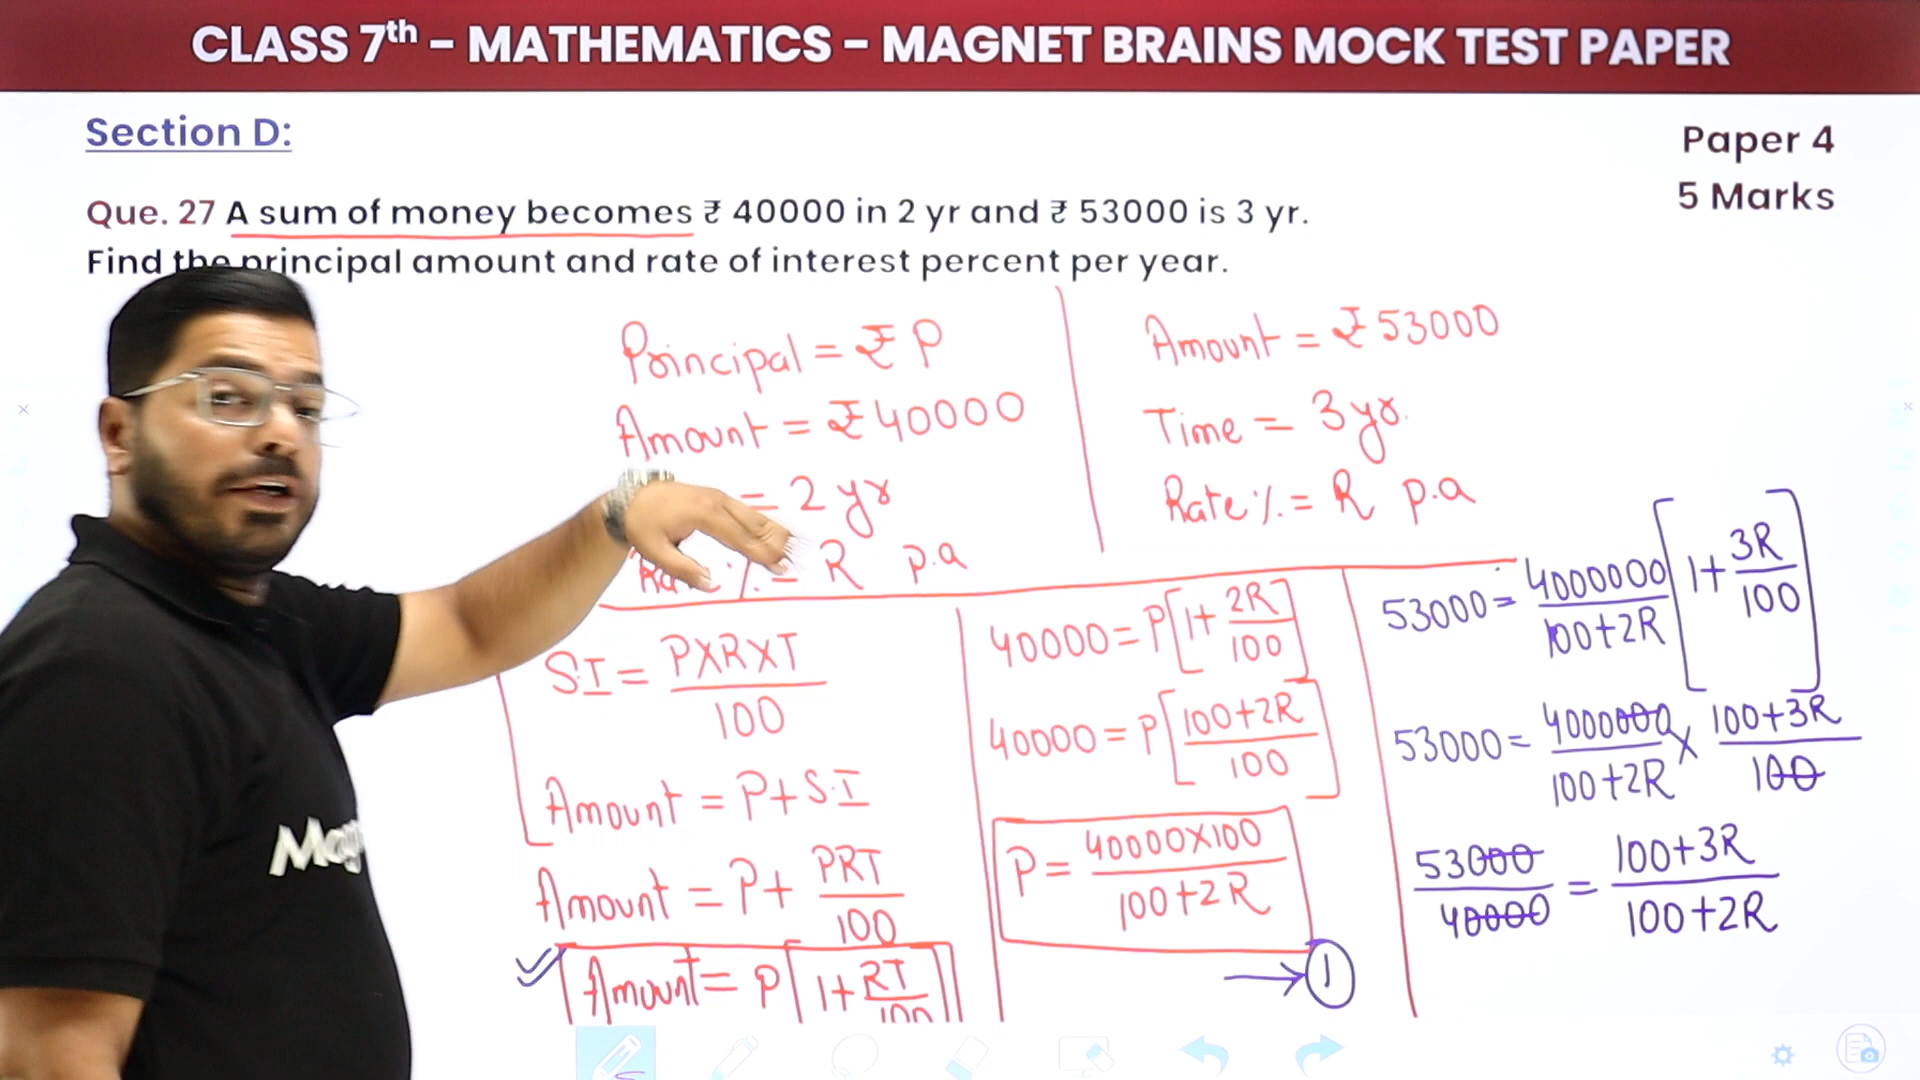 CLASS 7th – MATHEMATICS – MAGNET BRAINS MOCK TEST PAPER
Section D:
Paper 4
5 Marks
Que. 27 A sum of money becomes ₹ 40000 in 2 yr and ₹ 53000 is 3 yr.
Find the principal amount and rate of interest percent per year.
Principal = ₹ P
Amount = ₹ 40000
= 2 yr
Rate % = R p.a
Amount = ₹ 53000
Time = 3 yr.
Rate % = R p.a
S.I = P×R×T/100
Amount = P+S.I
Amount = P+ PRT/100
Amount = P[1+ RT/100]
40000 = P[1+ 2R/100]
40000 = P[100+2R/100]
P = 40000×100/100+2R
→ 1
53000 = 4000000/100+2R [1+ 3R/100]
53000 = 4000000/100+2R × 100+3R/100
53000/40000 = 100+3R/100+2R